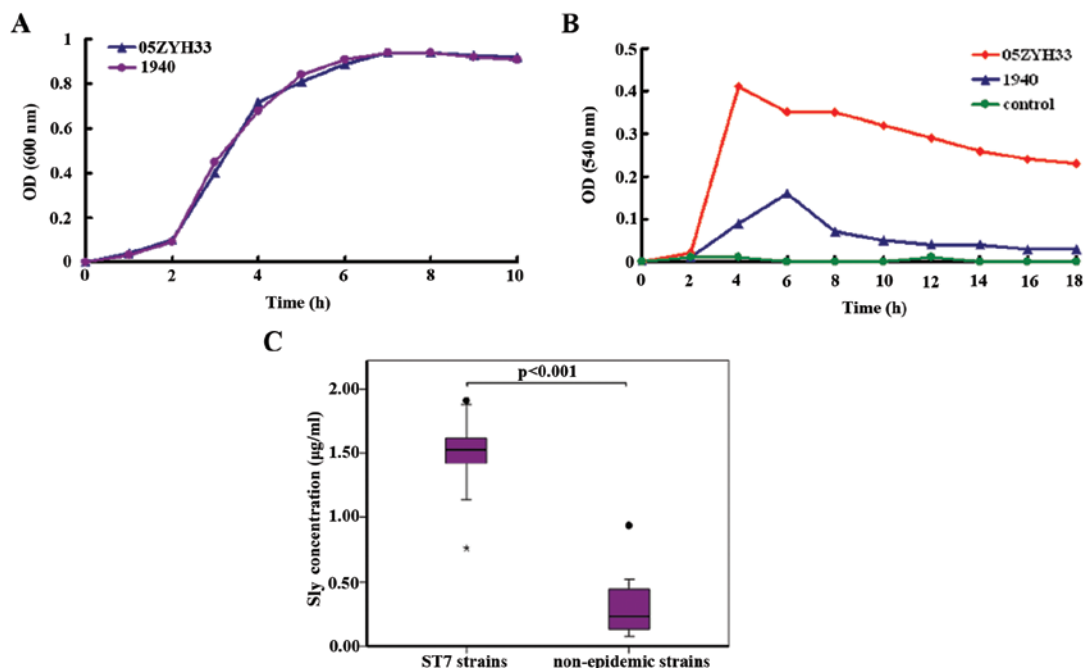 A
05ZYH33
1940
OD (600 nm)
1
0.8
0.6
0.4
0.2
0
0 2 4 6 8 10
Time (h)
B
05ZYH33
1940
control
OD (540 nm)
0.5
0.4
0.3
0.2
0.1
0
0 2 4 6 8 10 12 14 16 18
Time (h)
C
p<0.001
Sly concentration (µg/ml)
2.00
1.50
1.00
0.50
0.00
*
ST7 strains non-epidemic strains